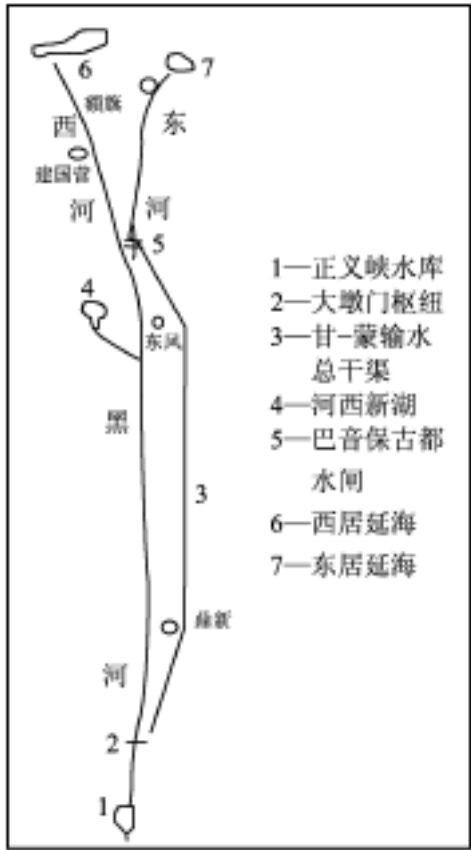 6
7
额旗
西
东
建国营
河
河
5
4
东风
黑
3
鼎新
河
2
1
1—正义峡水库
2—大墩门枢纽
3—甘-蒙输水
总干渠
4—河西新湖
5—巴音保古都
水闸
6—西居延海
7—东居延海